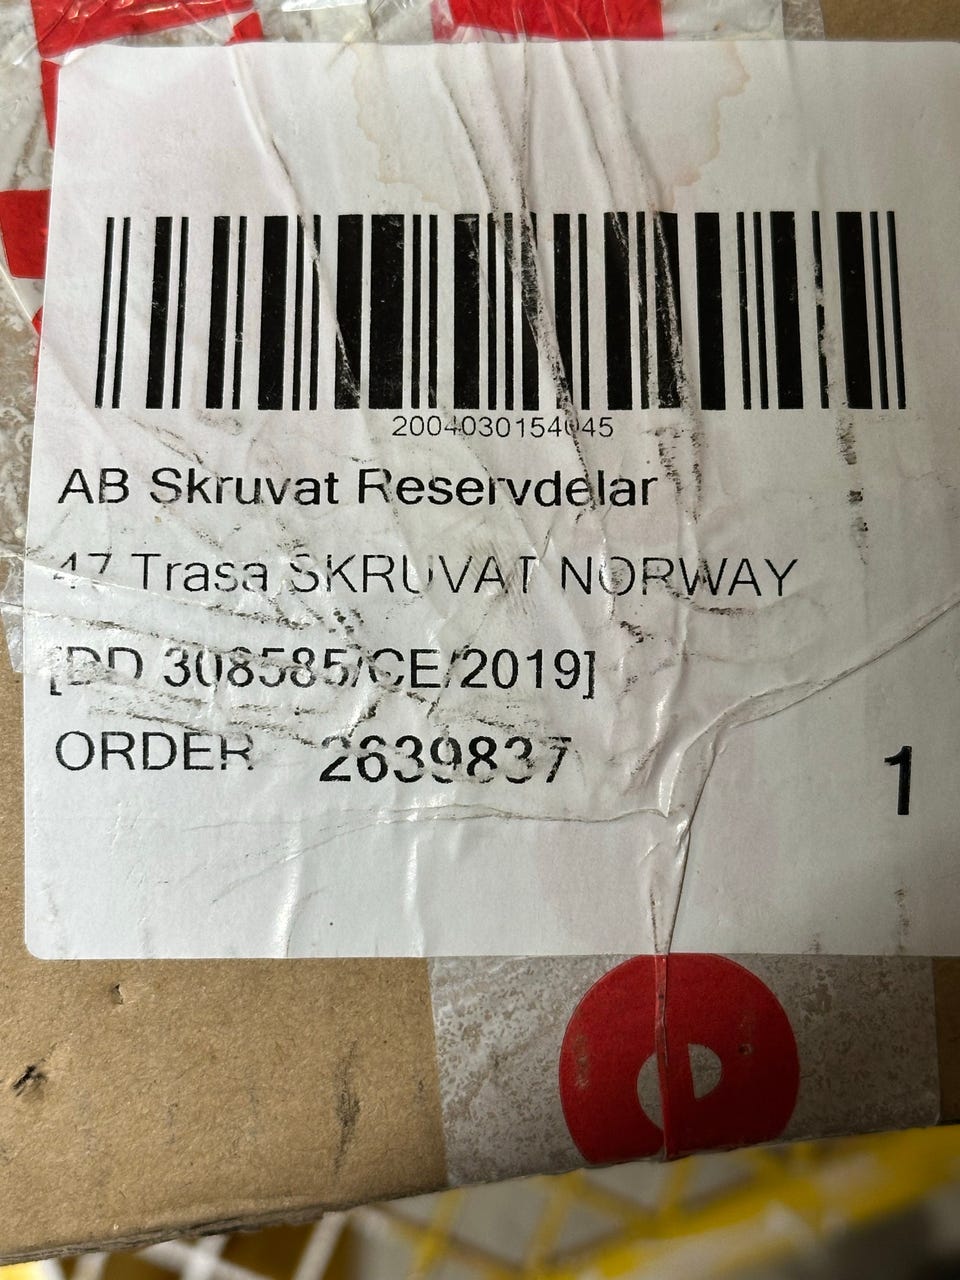 2004030154045
AB Skruvat Reservdelar
47 Trasa SKRUVAT NORWAY
[DD 308585/CE/2019]
ORDER 2639837 1